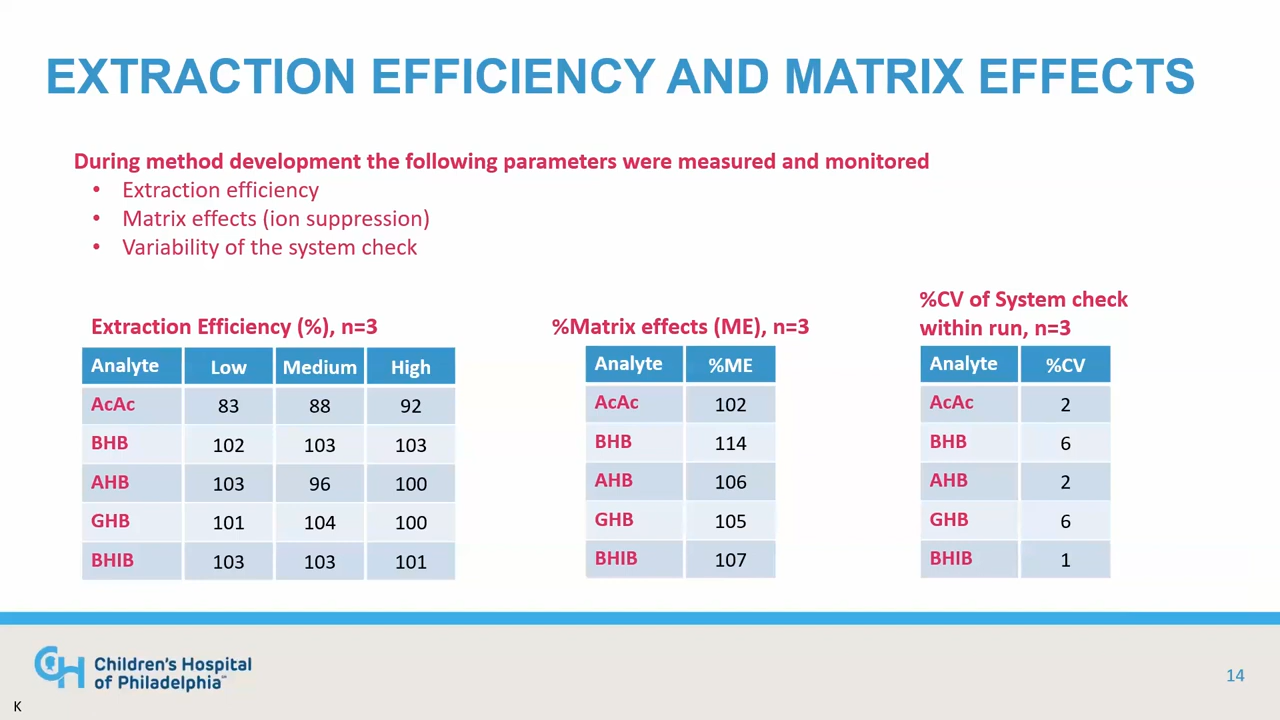 EXTRACTION EFFICIENCY AND MATRIX EFFECTS
During method development the following parameters were measured and monitored
• Extraction efficiency
• Matrix effects (ion suppression)
• Variability of the system check
Extraction Efficiency (%), n=3
Analyte Low Medium High
AcAc 83 88 92
BHB 102 103 103
AHB 103 96 100
GHB 101 104 100
BHIB 103 103 101
%Matrix effects (ME), n=3
Analyte %ME
AcAc 102
BHB 114
AHB 106
GHB 105
BHIB 107
%CV of System check
within run, n=3
Analyte %CV
AcAc 2
BHB 6
AHB 2
GHB 6
BHIB 1
Children's Hospital
of Philadelphia℠
14
K